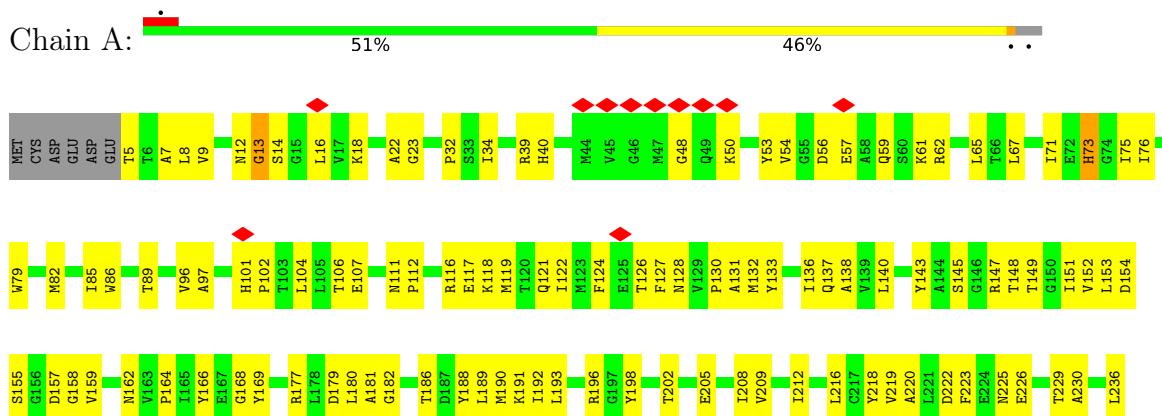 Chain A:
51% 46%
MET CYS ASP GLU ASP GLU T5 T6 A7 L8 V9 N12 G13 S14 G15 L16 V17 K18 A22 G23 P32 S33 I34 R39 H40 M44 V45 G46 M47 G48 Q49 K50 Y53 V54 G55 D56 E57 A58 Q59 S60 K61 R62 L65 T66 L67 I71 E72 H73 G74 I75 I76
W79 M82 I85 W86 T89 V96 A97 H101 P102 T103 L104 L105 T106 E107 N111 P112 R116 E117 K118 M119 T120 Q121 I122 M123 F124 E125 T126 F127 N128 V129 P130 A131 M132 Y133 I136 Q137 A138 V139 L140 Y143 A144 S145 G146 R147 T148 T149 G150 I151 V152 L153 D154
S155 G156 D157 G158 V159 N162 V163 P164 I165 Y166 E167 G168 Y169 R177 L178 D179 L180 A181 G182 T186 D187 Y188 L189 M190 K191 I192 L193 R196 G197 Y198 T202 E205 I208 V209 I212 L216 C217 Y218 V219 A220 L221 D222 F223 E224 N225 E226 T229 A230 L236